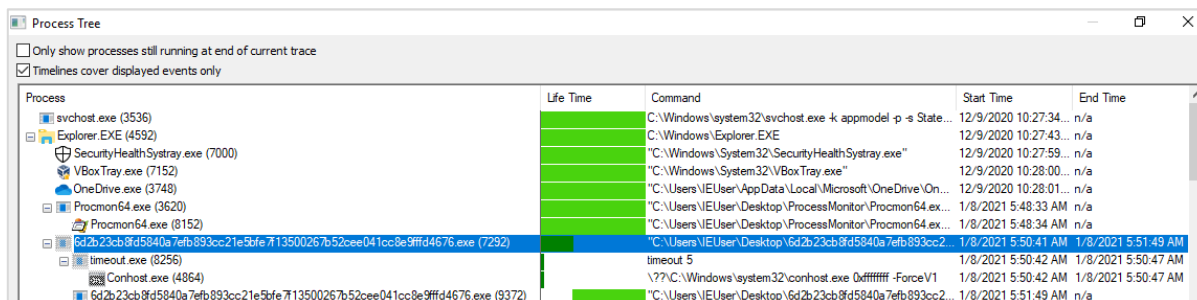 Process Tree
Only show processes still running at end of current trace
Timelines cover displayed events only
Process Life Time Command Start Time End Time
svchost.exe (3536) C:\Windows\system32\svchost.exe -k appmodel -p -s State... 12/9/2020 10:27:34... n/a
Explorer.EXE (4592) C:\Windows\Explorer.EXE 12/9/2020 10:27:43... n/a
SecurityHealthSystray.exe (7000) "C:\Windows\System32\SecurityHealthSystray.exe" 12/9/2020 10:27:59... n/a
VBoxTray.exe (7152) "C:\Windows\System32\VBoxTray.exe" 12/9/2020 10:28:00... n/a
OneDrive.exe (3748) "C:\Users\IEUser\AppData\Local\Microsoft\OneDrive\On... 12/9/2020 10:28:01... n/a
Procmon64.exe (3620) "C:\Users\IEUser\Desktop\ProcessMonitor\Procmon64.ex... 1/8/2021 5:48:33 AM n/a
Procmon64.exe (8152) "C:\Users\IEUser\Desktop\ProcessMonitor\Procmon64.ex... 1/8/2021 5:48:34 AM n/a
6d2b23cb8fd5840a7efb893cc21e5bfe7f13500267b52cee041cc8e9fffd4676.exe (7292) "C:\Users\IEUser\Desktop\6d2b23cb8fd5840a7efb893cc2... 1/8/2021 5:50:41 AM 1/8/2021 5:51:49 AM
timeout.exe (8256) timeout 5 1/8/2021 5:50:42 AM 1/8/2021 5:50:47 AM
Conhost.exe (4864) \??\C:\Windows\system32\conhost.exe 0xffffffff -ForceV1 1/8/2021 5:50:42 AM 1/8/2021 5:50:47 AM
6d2b23cb8fd5840a7efb893cc21e5bfe7f13500267b52cee041cc8e9fffd4676.exe (9372) "C:\Users\IEUser\Desktop\6d2b23cb8fd5840a7efb893cc2... 1/8/2021 5:51:49 AM n/a